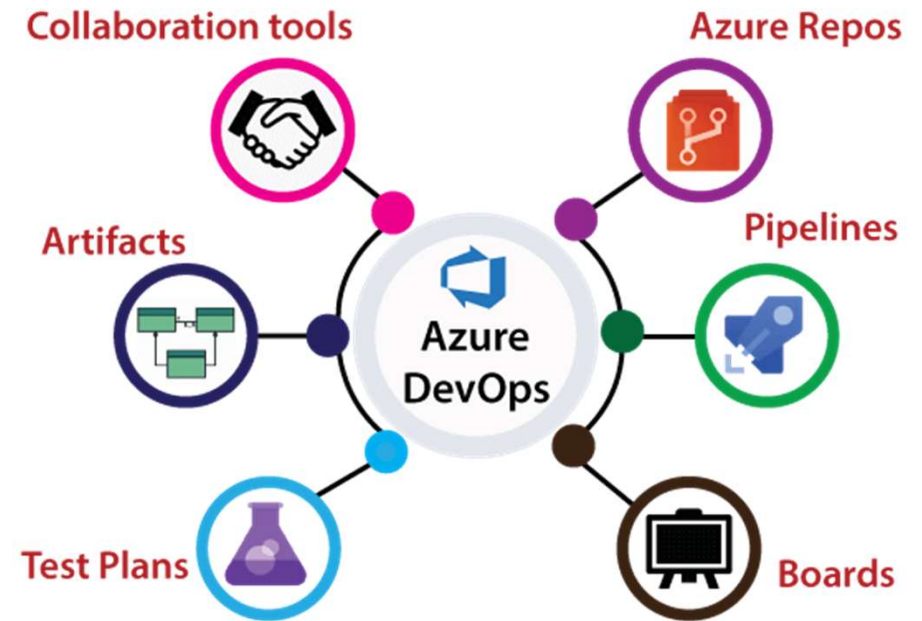 Collaboration tools
Azure Repos
Artifacts
Pipelines
Azure
DevOps
Test Plans
Boards